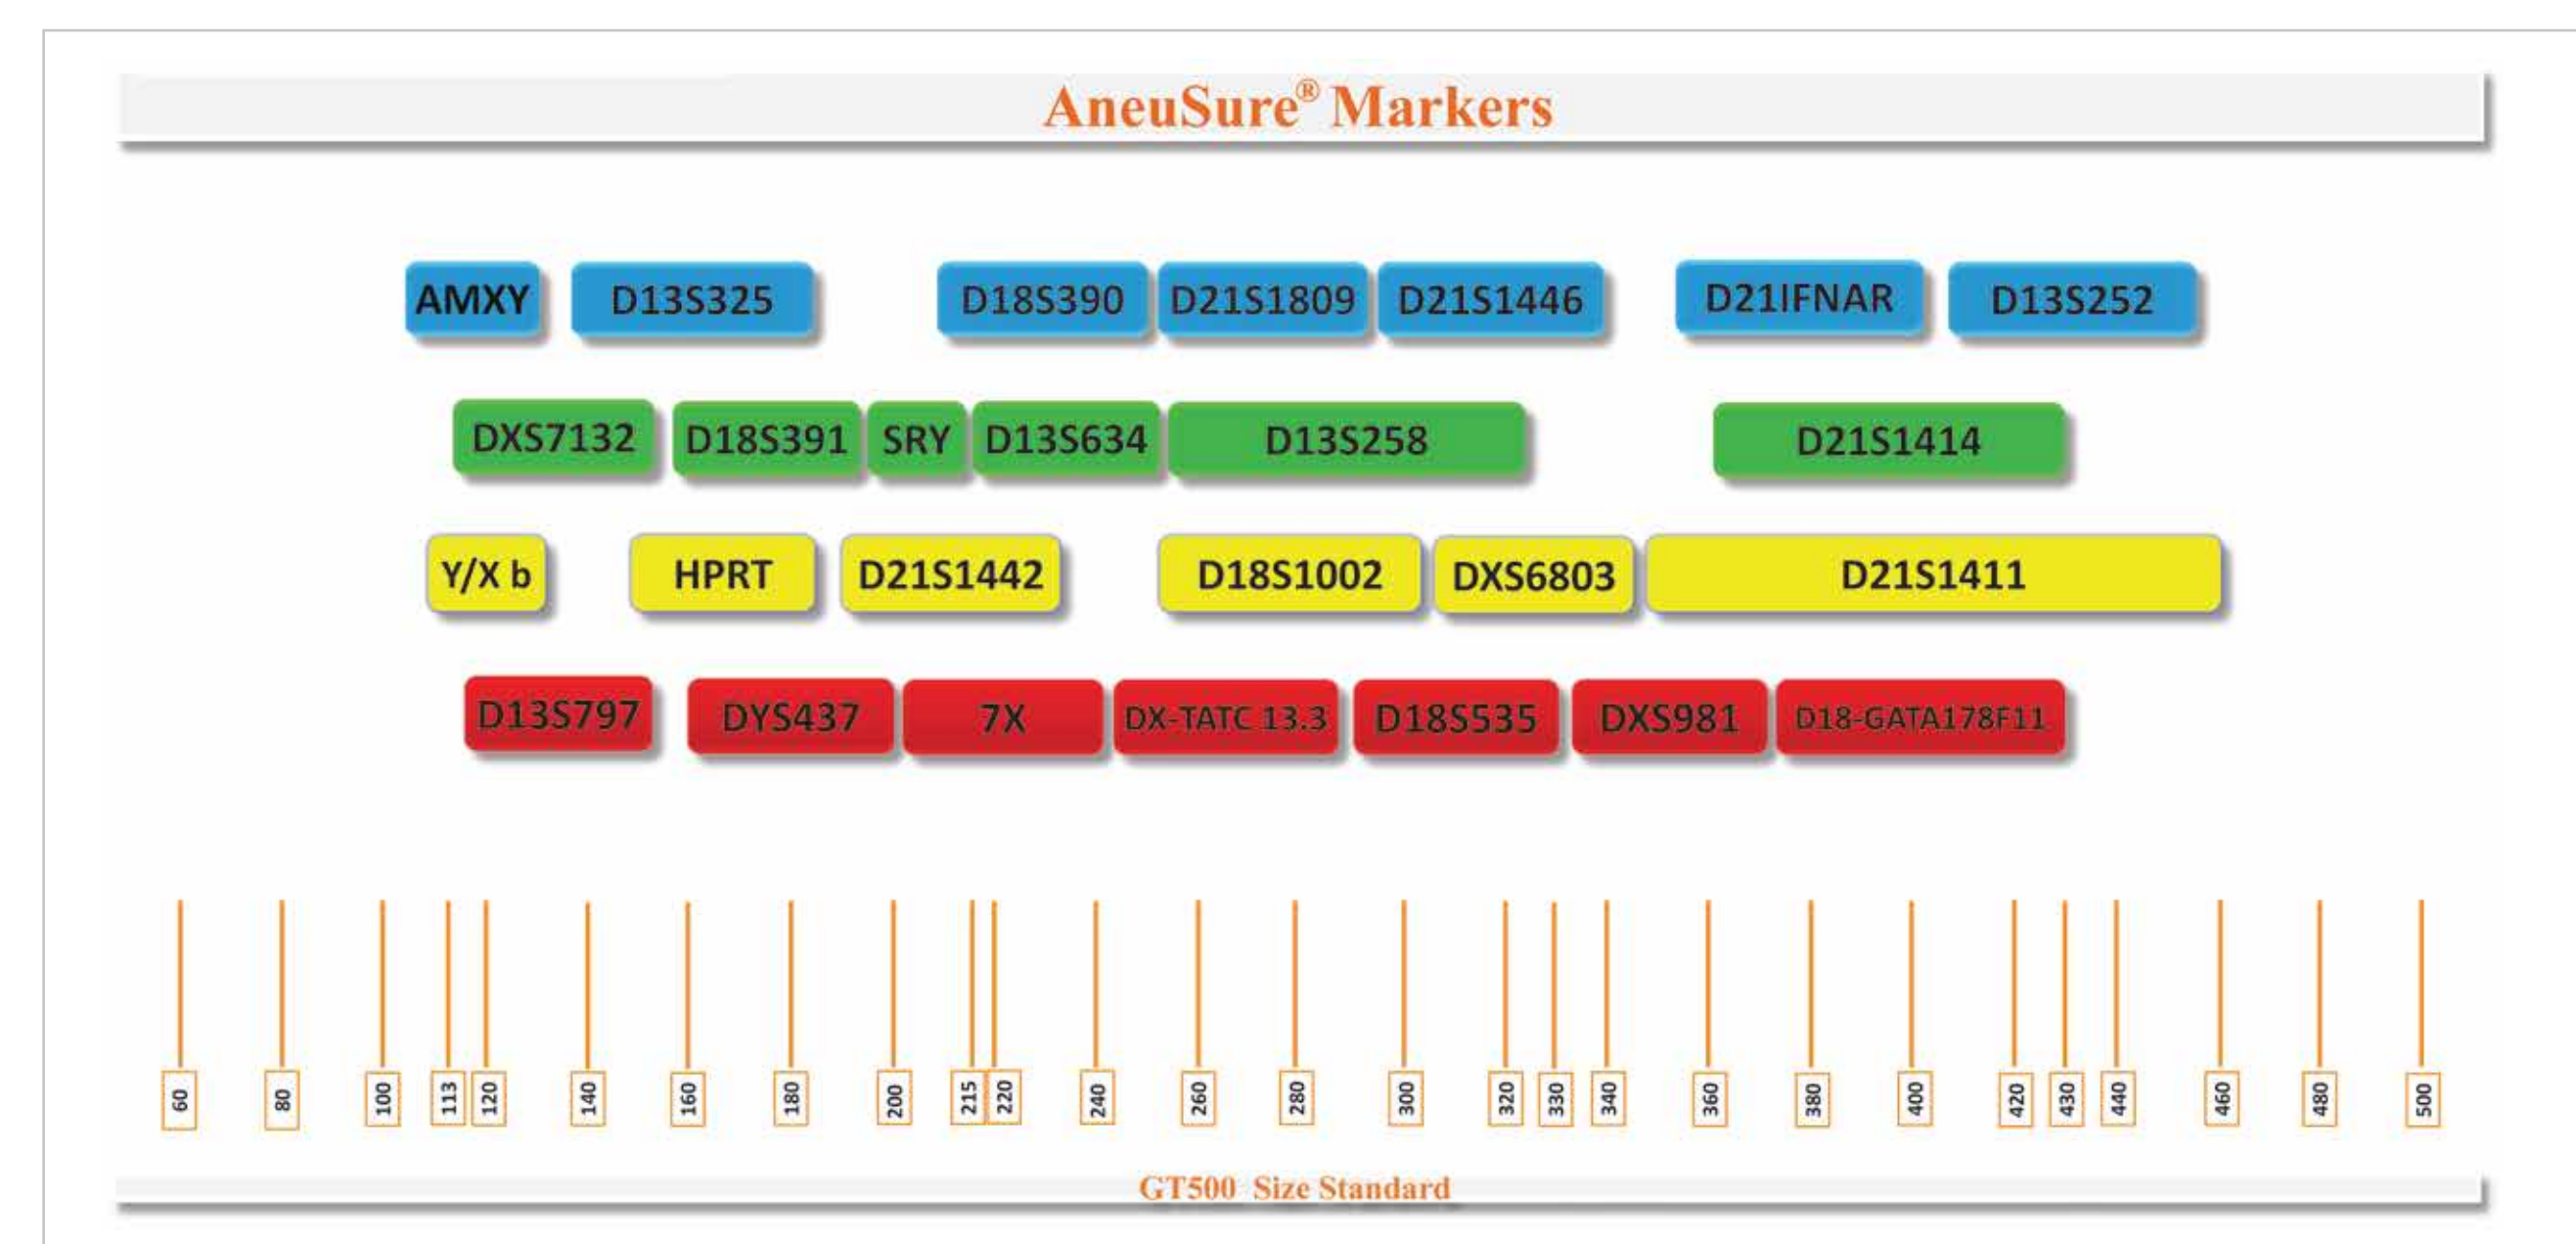 AneuSure® Markers
AMXY D13S325 D18S390 D21S1809 D21S1446 D21IFNAR D13S252
DXS7132 D18S391 SRY D13S634 D13S258 D21S1414
Y/X b HPRT D21S1442 D18S1002 DXS6803 D21S1411
D13S797 DYS437 7X DX-TATC 13.3 D18S535 DXS981 D18-GATA178F11
60 80 100 113 120 140 160 180 200 215 220 240 260 280 300 320 330 340 360 380 400 420 430 440 460 480 500
GT500 Size Standard